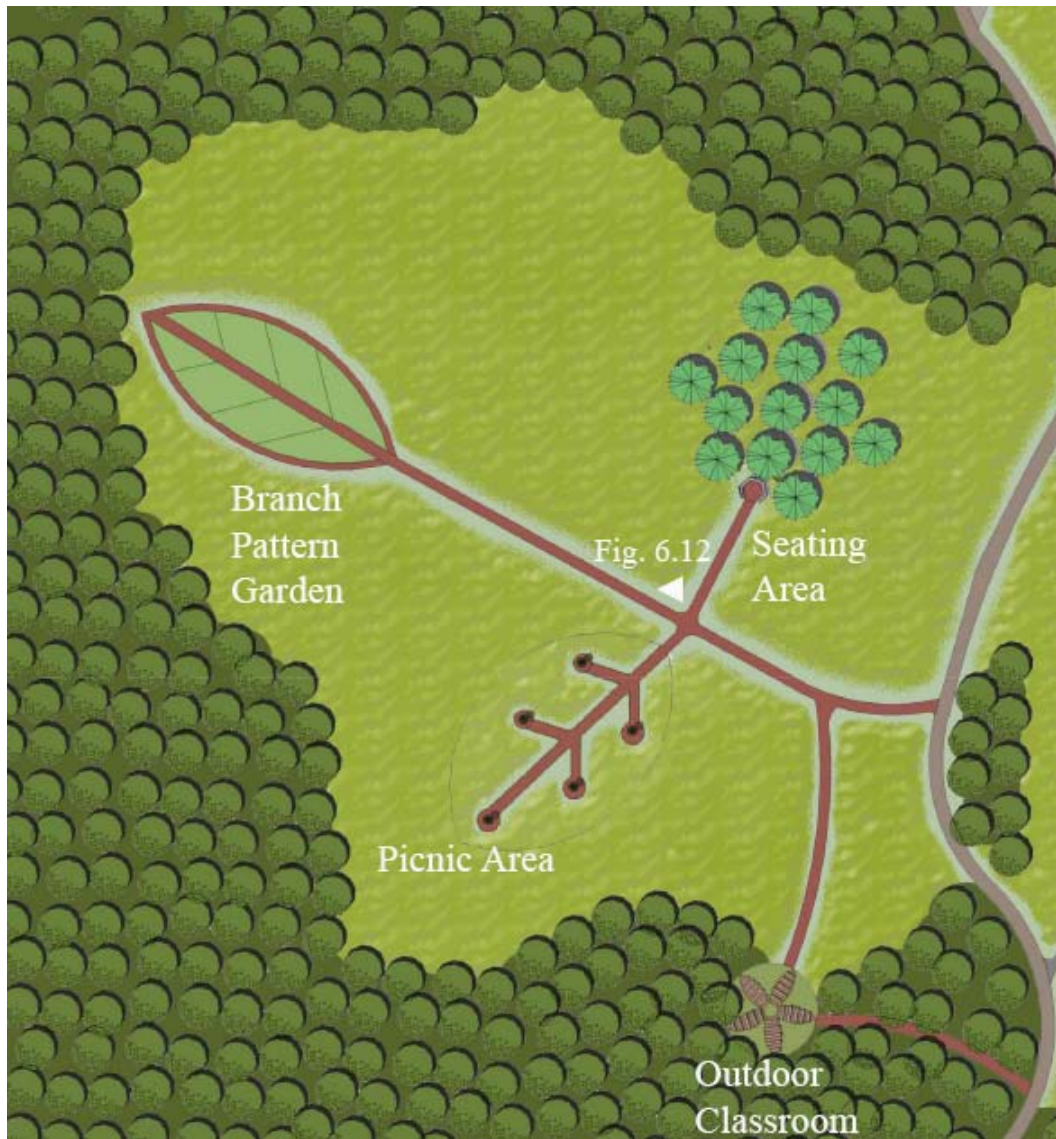 Branch
Pattern
Garden
Fig. 6.12
Seating
Area
Picnic Area
Outdoor
Classroom